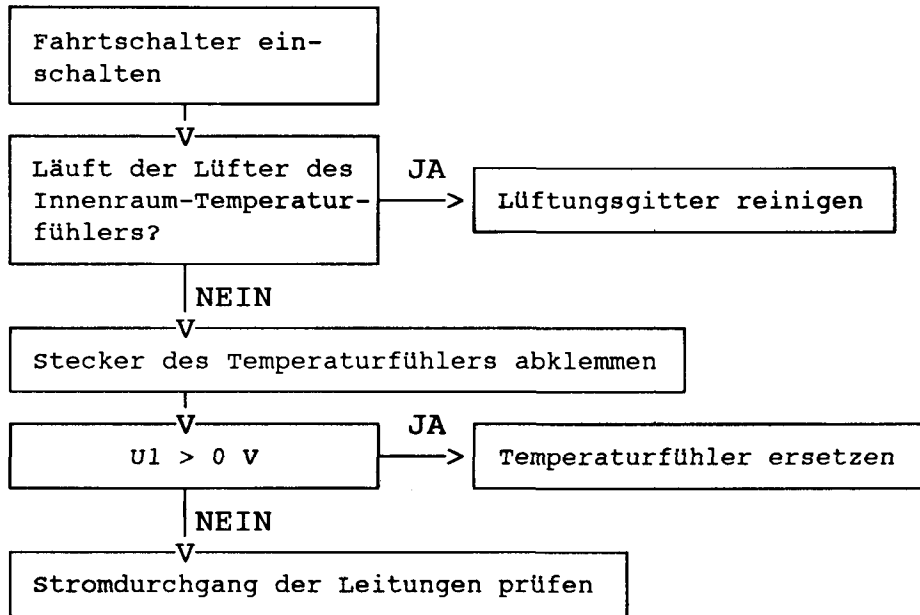 Fahrtschalter ein-
schalten
V
Läuft der Lüfter des
Innenraum-Temperatur-
fühlers?
JA
>
Lüftungsgitter reinigen
NEIN
V
Stecker des Temperaturfühlers abklemmen
V
U1 > 0 V
JA
>
Temperaturfühler ersetzen
NEIN
V
Stromdurchgang der Leitungen prüfen